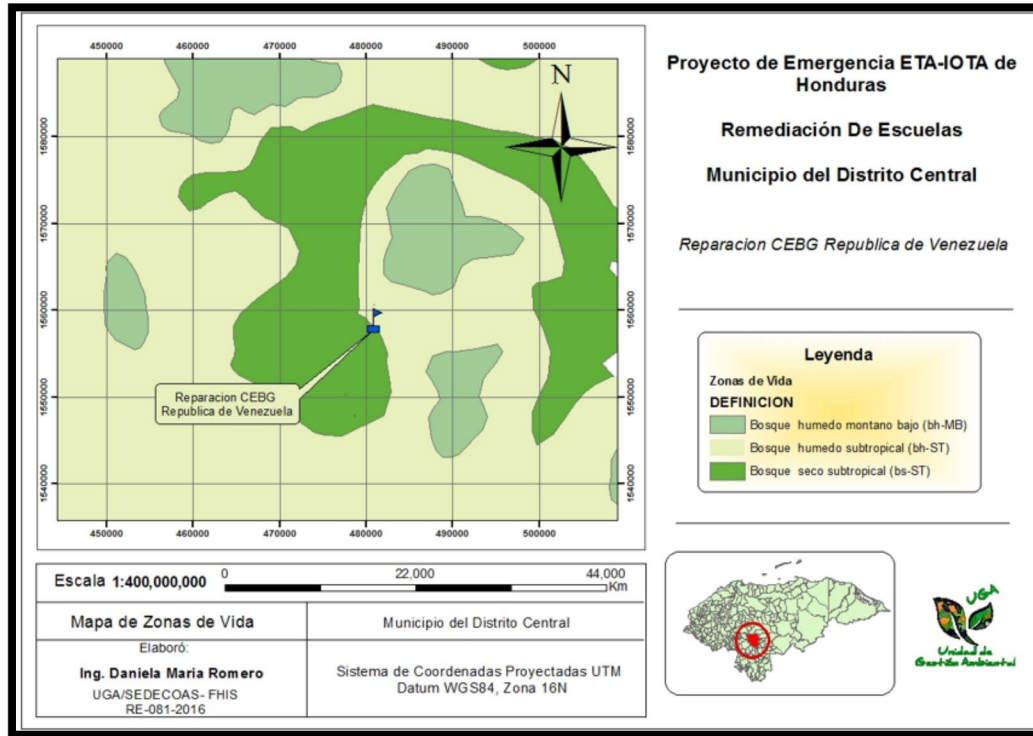 450000 460000 470000 480000 490000 500000
1580000
1570000
1560000
1550000
1540000
N
Reparacion CEBG
Republica de Venezuela
1580000
1570000
1560000
1550000
1540000
450000 460000 470000 480000 490000 500000
Proyecto de Emergencia ETA-IOTA de
Honduras
Remediación De Escuelas
Municipio del Distrito Central
Reparacion CEBG Republica de Venezuela
Leyenda
Zonas de Vida
DEFINICION
Bosque humedo montano bajo (bh-MB)
Bosque humedo subtropical (bh-ST)
Bosque seco subtropical (bs-ST)
Escala 1:400,000,000
0 22,000 44,000
Km
Mapa de Zonas de Vida
Elaboró:
Ing. Daniela Maria Romero
UGA/SEDECOAS- FHIS
RE-081-2016
Municipio del Distrito Central
Sistema de Coordenadas Proyectadas UTM
Datum WGS84, Zona 16N
UGA
Unidad de
Gestión Ambiental